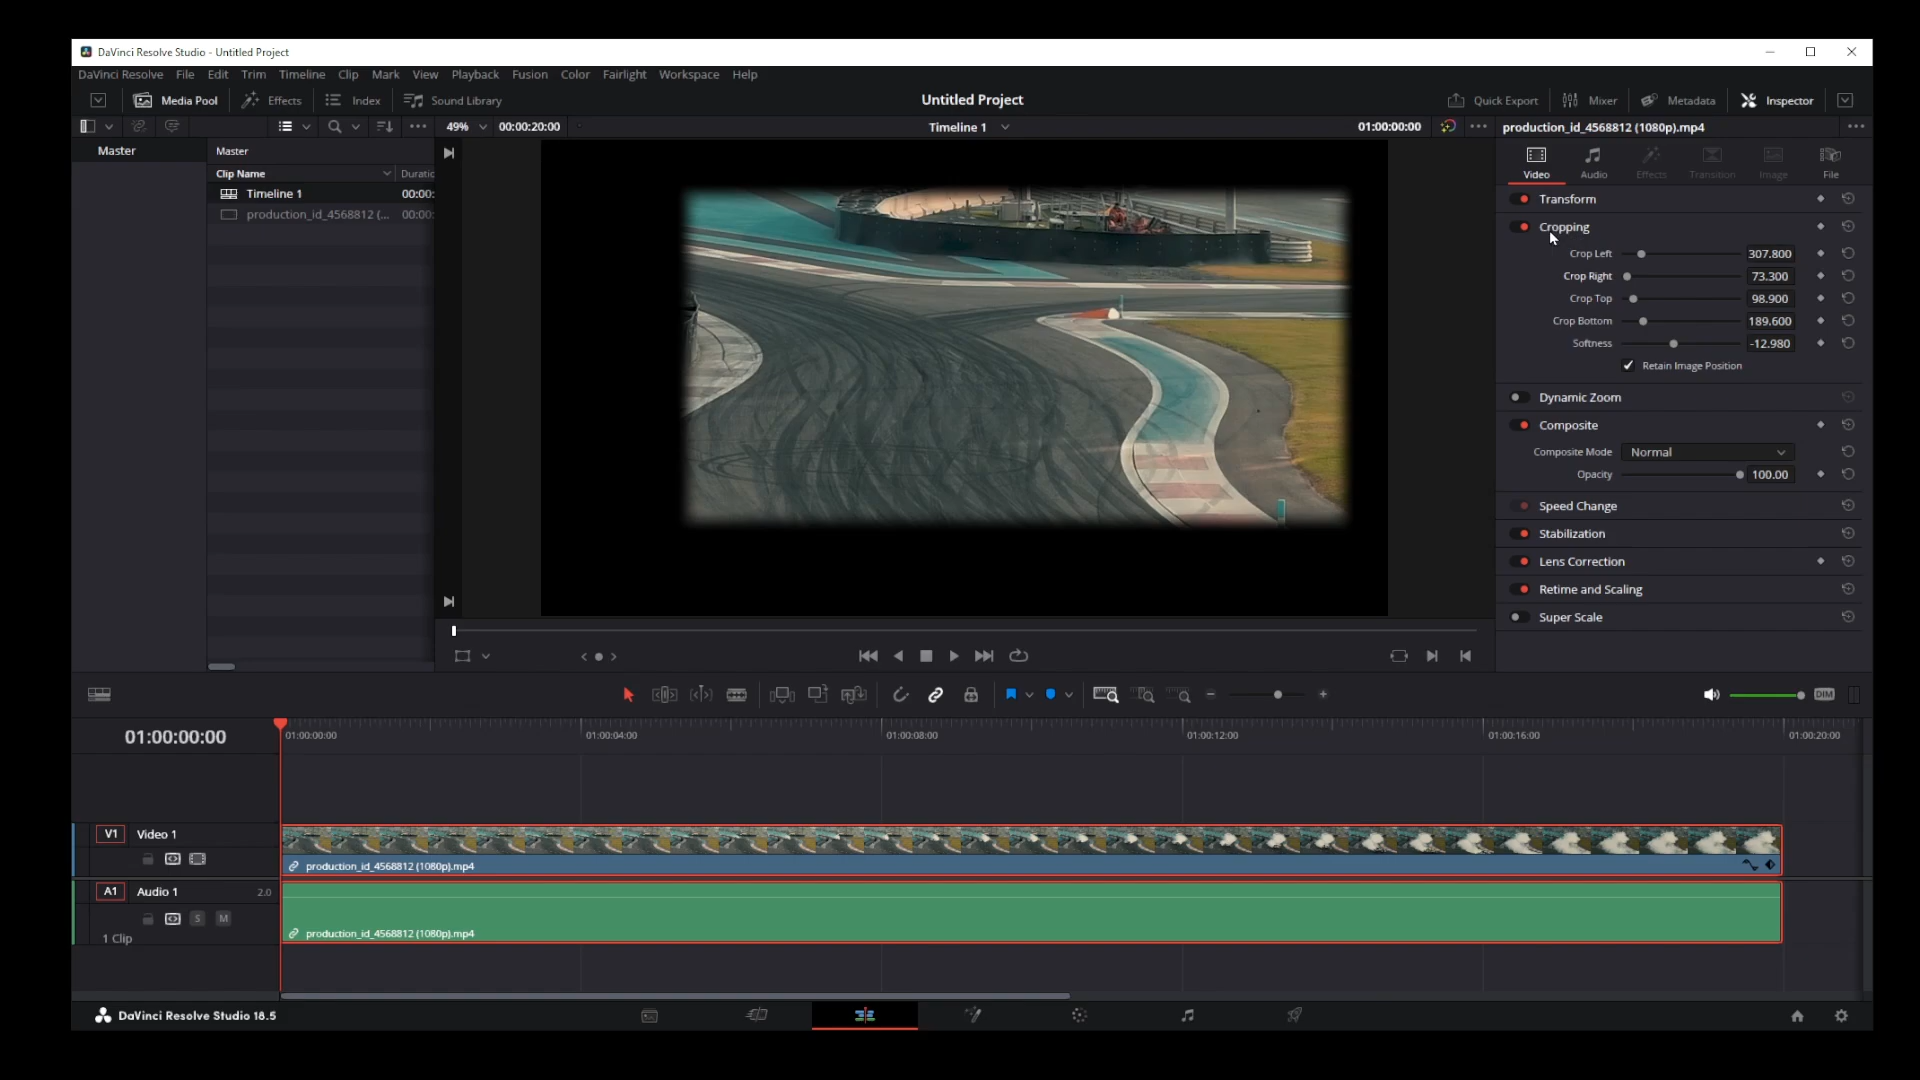 DaVinci Resolve Studio - Untitled Project
DaVinci Resolve File Edit Trim Timeline Clip Mark View Playback Fusion Color Fairlight Workspace Help
Media Pool Effects Index Sound Library Untitled Project Quick Export Mixer Metadata Inspector
49% 00:00:20:00 Timeline 1 01:00:00:00 production_id_4568812 (1080p).mp4
Master Master
Clip Name Duratic
Timeline 1 00:00:
production_id_4568812 (... 00:00:
Video Audio Effects Transition Image File
Transform
Cropping
Crop Left 307.800
Crop Right 73.300
Crop Top 98.900
Crop Bottom 189.600
Softness -12.980
Retain Image Position
Dynamic Zoom
Composite
Composite Mode Normal
Opacity 100.00
Speed Change
Stabilization
Lens Correction
Retime and Scaling
Super Scale
DIM
01:00:00:00 01:00:00:00 01:00:04:00 01:00:08:00 01:00:12:00 01:00:16:00 01:00:20:00
V1 Video 1
production_id_4568812 (1080p).mp4
A1 Audio 1 2.0
S M
production_id_4568812 (1080p).mp4
1 Clip
DaVinci Resolve Studio 18.5